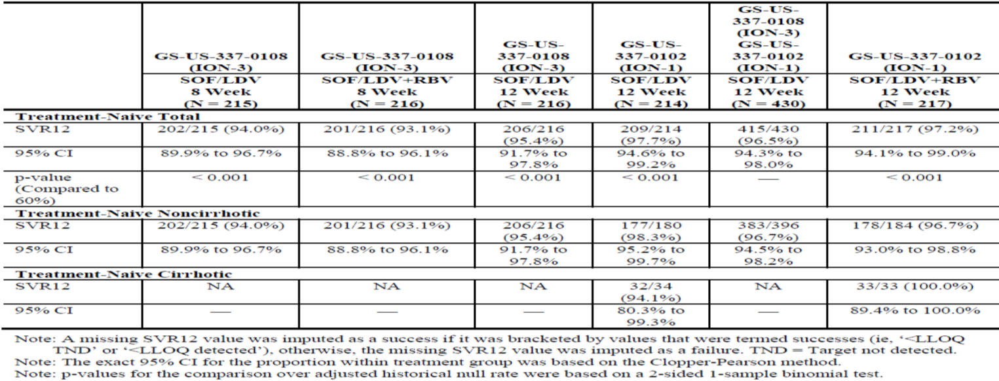 GS-US-337-0108 (ION-3) GS-US-337-0108 (ION-3) GS-US-337-0108 (ION-3) GS-US-337-0102 (ION-1) GS-US-337-0108 (ION-3) GS-US-337-0102 (ION-1) GS-US-337-0102 (ION-1)
SOF/LDV 8 Week (N = 215) SOF/LDV+RBV 8 Week (N = 216) SOF/LDV 12 Week (N = 216) SOF/LDV 12 Week (N = 214) SOF/LDV 12 Week (N = 430) SOF/LDV+RBV 12 Week (N = 217)
Treatment-Naive Total
SVR12 202/215 (94.0%) 201/216 (93.1%) 206/216 (95.4%) 209/214 (97.7%) 415/430 (96.5%) 211/217 (97.2%)
95% CI 89.9% to 96.7% 88.8% to 96.1% 91.7% to 97.8% 94.6% to 99.2% 94.3% to 98.0% 94.1% to 99.0%
p-value (Compared to 60%) < 0.001 < 0.001 < 0.001 < 0.001 — < 0.001
Treatment-Naive Noncirrhotic
SVR12 202/215 (94.0%) 201/216 (93.1%) 206/216 (95.4%) 177/180 (98.3%) 383/396 (96.7%) 178/184 (96.7%)
95% CI 89.9% to 96.7% 88.8% to 96.1% 91.7% to 97.8% 95.2% to 99.7% 94.5% to 98.2% 93.0% to 98.8%
Treatment-Naive Cirrhotic
SVR12 NA NA NA 32/34 (94.1%) NA 33/33 (100.0%)
95% CI — — — 80.3% to 99.3% — 89.4% to 100.0%
Note: A missing SVR12 value was imputed as a success if it was bracketed by values that were termed successes (ie, ‘<LLOQ
TND’ or ‘<LLOQ detected’), otherwise, the missing SVR12 value was imputed as a failure. TND = Target not detected.
Note: The exact 95% CI for the proportion within treatment group was based on the Clopper-Pearson method.
Note: p-values for the comparison over adjusted historical null rate were based on a 2-sided 1-sample binomial test.